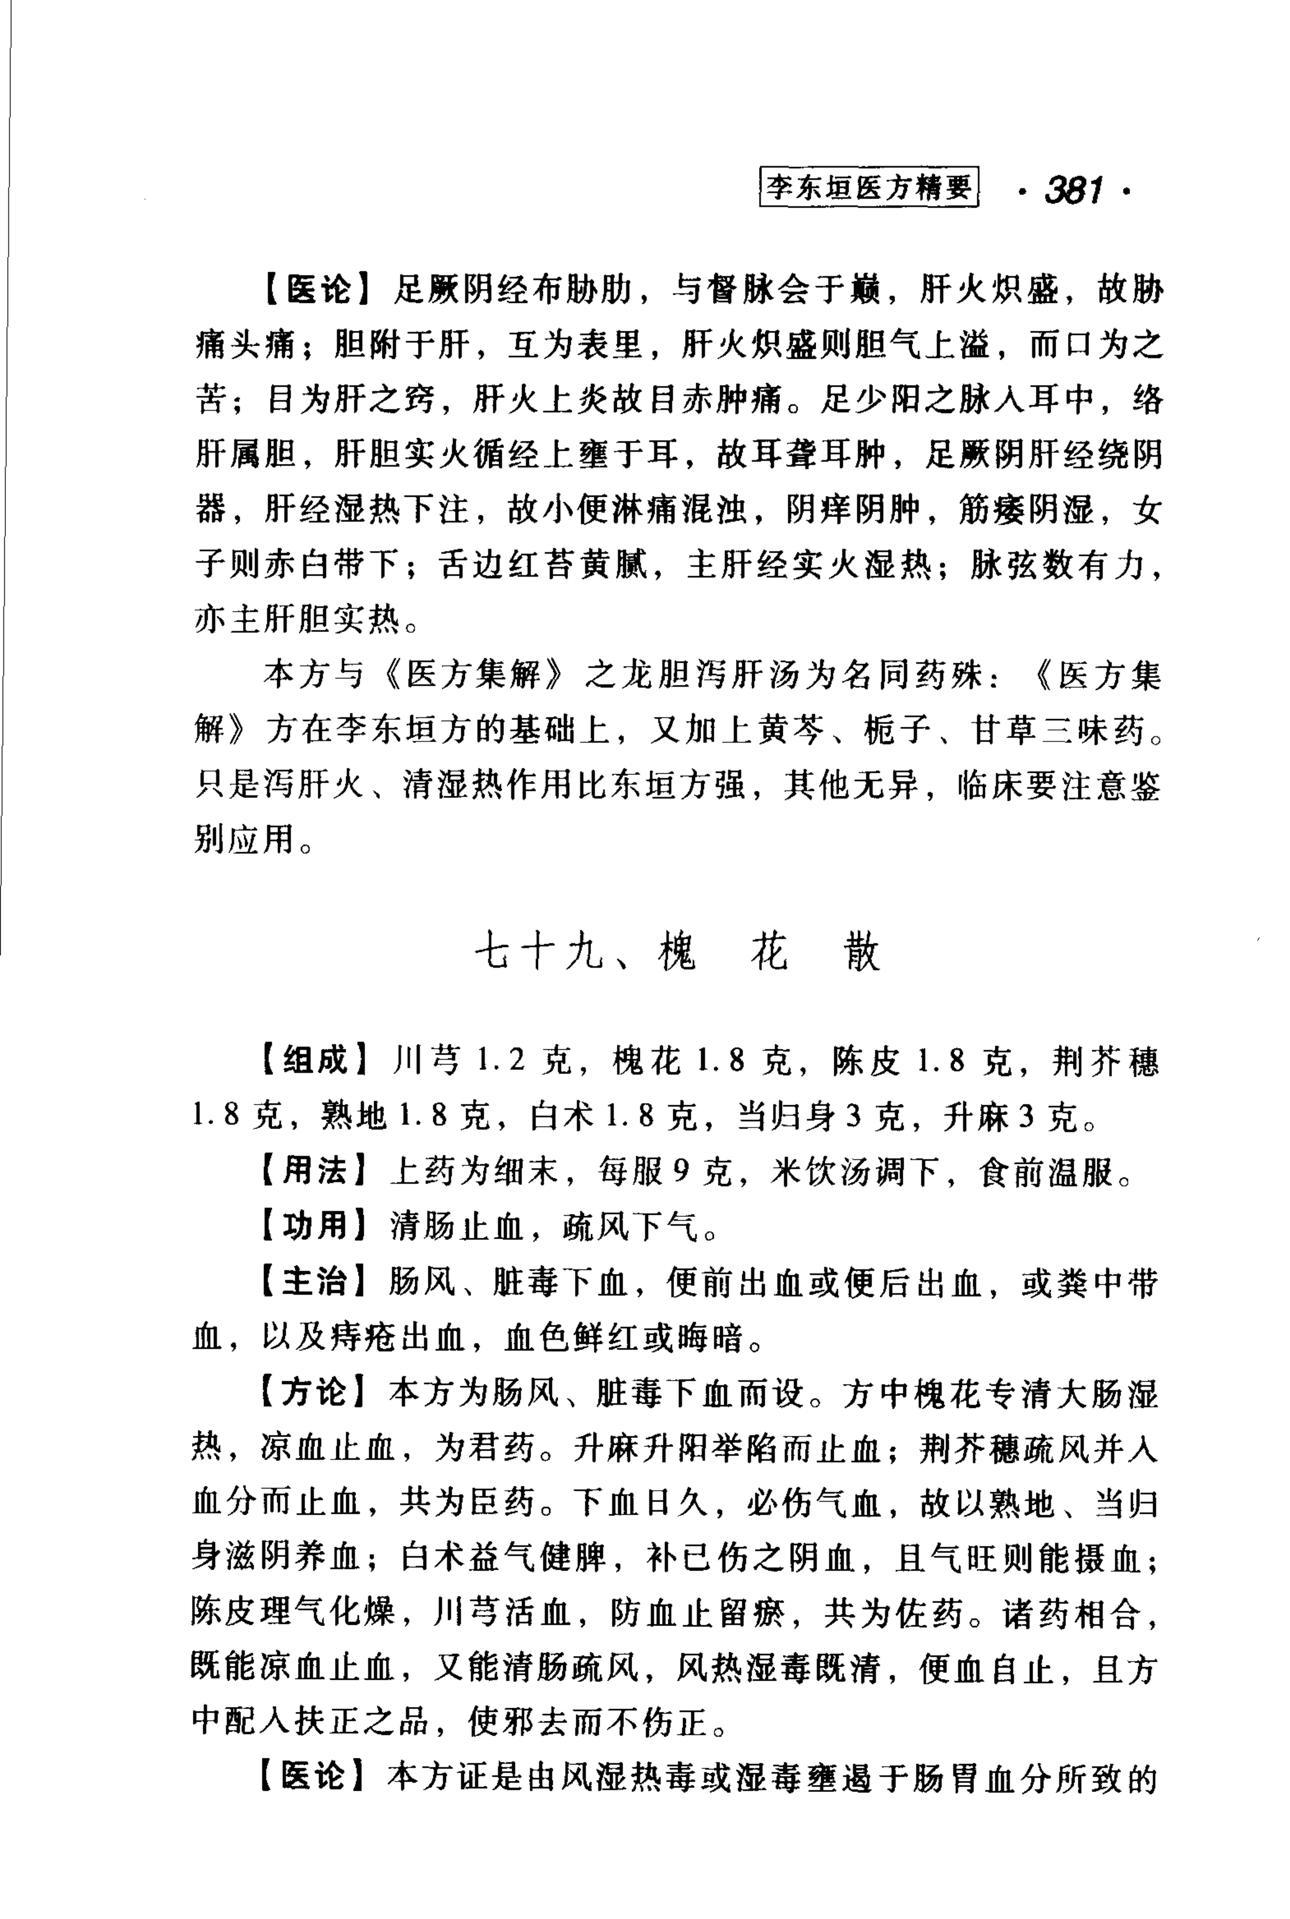 李东垣医方精要 ·381·
【医论】足厥阴经布胁肋，与督脉会于巅，肝火炽盛，故胁
痛头痛；胆附于肝，互为表里，肝火炽盛则胆气上溢，而口为之
苦；目为肝之窍，肝火上炎故目赤肿痛。足少阳之脉入耳中，络
肝属胆，肝胆实火循经上壅于耳，故耳聋耳肿，足厥阴肝经绕阴
器，肝经湿热下注，故小便淋痛混浊，阴痒阴肿，筋痿阴湿，女
子则赤白带下；舌边红苔黄腻，主肝经实火湿热；脉弦数有力，
亦主肝胆实热。
本方与《医方集解》之龙胆泻肝汤为名同药殊：《医方集
解》方在李东垣方的基础上，又加上黄芩、栀子、甘草三味药。
只是泻肝火、清湿热作用比东垣方强，其他无异，临床要注意鉴
别应用。
七十九、槐 花 散
【组成】川芎1.2克，槐花1.8克，陈皮1.8克，荆芥穗
1.8克，熟地1.8克，白术1.8克，当归身3克，升麻3克。
【用法】上药为细末，每服9克，米饮汤调下，食前温服。
【功用】清肠止血，疏风下气。
【主治】肠风、脏毒下血，便前出血或便后出血，或粪中带
血，以及痔疮出血，血色鲜红或晦暗。
【方论】本方为肠风、脏毒下血而设。方中槐花专清大肠湿
热，凉血止血，为君药。升麻升阳举陷而止血；荆芥穗疏风并入
血分而止血，共为臣药。下血日久，必伤气血，故以熟地、当归
身滋阴养血；白术益气健脾，补已伤之阴血，且气旺则能摄血；
陈皮理气化燥，川芎活血，防血止留瘀，共为佐药。诸药相合，
既能凉血止血，又能清肠疏风，风热湿毒既清，便血自止，且方
中配入扶正之品，使邪去而不伤正。
【医论】本方证是由风湿热毒或湿毒壅遏于肠胃血分所致的